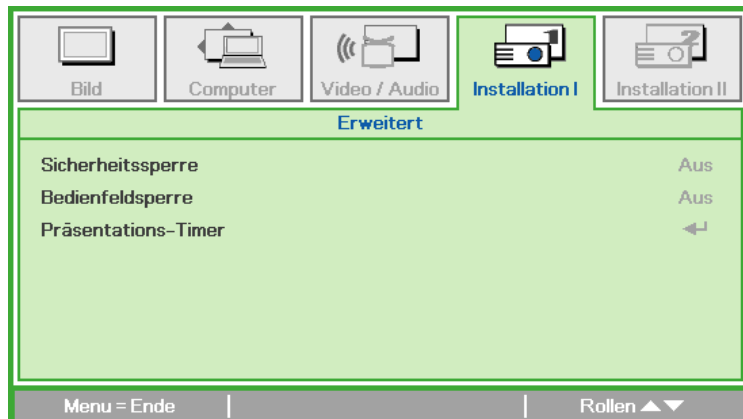 Bild Computer Video / Audio Installation I Installation II
Erweitert
Sicherheitssperre Aus
Bedienfeldsperre Aus
Präsentations-Timer
Menu = Ende Rollen